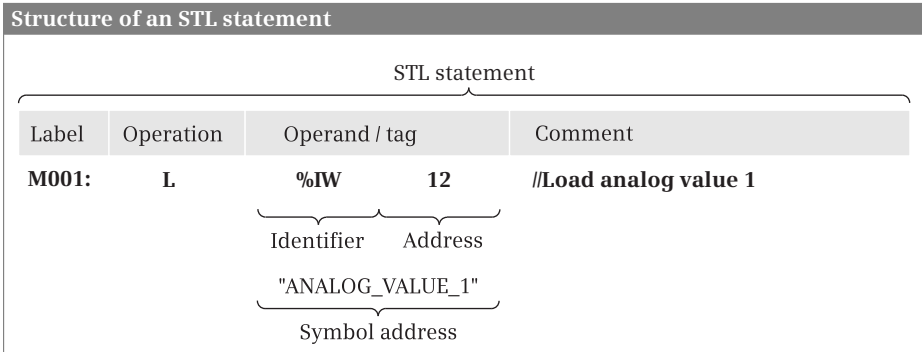 Structure of an STL statement
STL statement
Label Operation Operand / tag Comment
M001: L %IW 12 //Load analog value 1
Identifier Address
"ANALOG_VALUE_1"
Symbol address